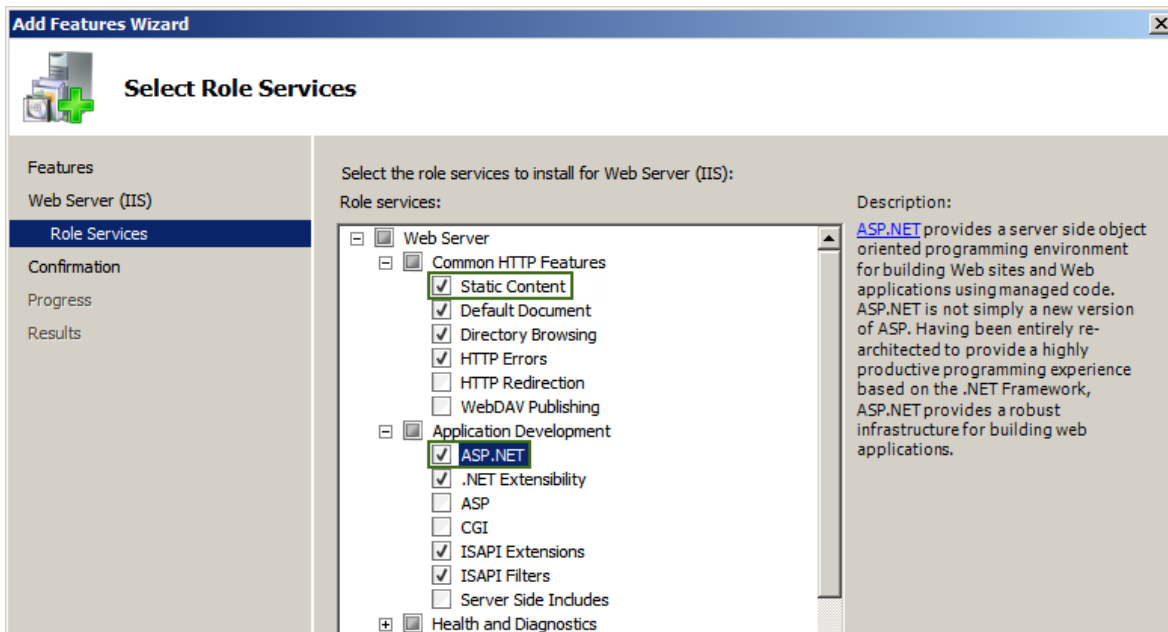 Add Features Wizard
Select Role Services
Features
Web Server (IIS)
Role Services
Confirmation
Progress
Results
Select the role services to install for Web Server (IIS):
Role services:
Web Server
Common HTTP Features
Static Content
Default Document
Directory Browsing
HTTP Errors
HTTP Redirection
WebDAV Publishing
Application Development
ASP.NET
.NET Extensibility
ASP
CGI
ISAPI Extensions
ISAPI Filters
Server Side Includes
Health and Diagnostics
Description:
ASP.NET provides a server side object
oriented programming environment
for building Web sites and Web
applications using managed code.
ASP.NET is not simply a new version
of ASP. Having been entirely re-
architected to provide a highly
productive programming experience
based on the .NET Framework,
ASP.NET provides a robust
infrastructure for building web
applications.